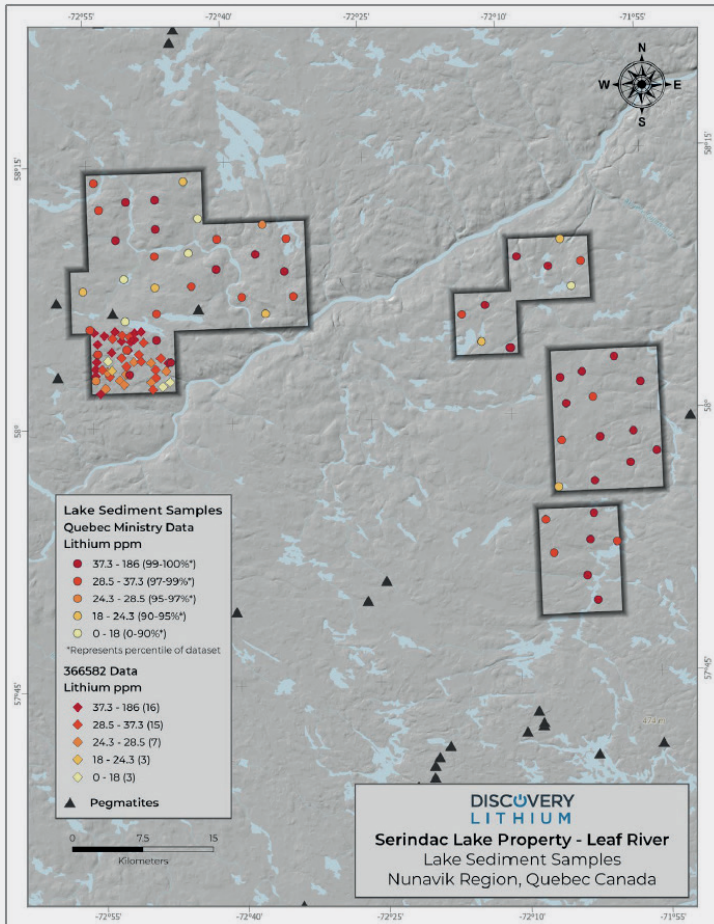 -72°55'
-72°40'
-72°25'
-72°10'
-71°55'
N
W E
S
58°15'
58°15'
58°
58°
57°45'
57°45'
Lake Sediment Samples
Quebec Ministry Data
Lithium ppm
37.3 - 186 (99-100%*)
28.5 - 37.3 (97-99%*)
24.3 - 28.5 (95-97%*)
18 - 24.3 (90-95%*)
0 - 18 (0-90%*)
*Represents percentile of dataset
366582 Data
Lithium ppm
37.3 - 186 (16)
28.5 - 37.3 (15)
24.3 - 28.5 (7)
18 - 24.3 (3)
0 - 18 (3)
Pegmatites
0 7.5 15
Kilometers
DISCOVERY
LITHIUM
Serindac Lake Property - Leaf River
Lake Sediment Samples
Nunavik Region, Quebec Canada
-72°55'
-72°40'
-72°25'
-72°10'
-71°55'